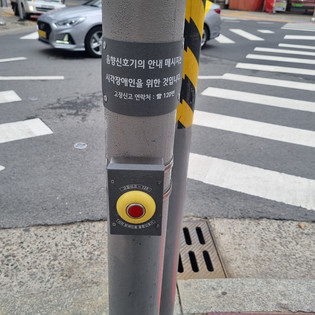 음향신호기의 안내 메시지는
시각장애인을 위한 것입니다
고장신고 연락처 : ☎ 120번